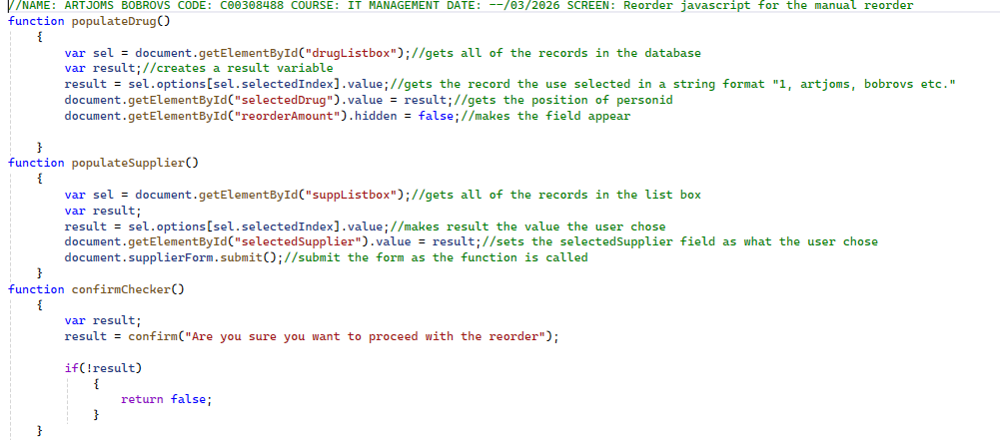 //NAME: ARTJOMS BOBROVS CODE: C00308488 COURSE: IT MANAGEMENT DATE: --/03/2026 SCREEN: Reorder javascript for the manual reorder
function populateDrug()
{
var sel = document.getElementById("drugListbox");//gets all of the records in the database
var result;//creates a result variable
result = sel.options[sel.selectedIndex].value;//gets the record the use selected in a string format "1, artjoms, bobrovs etc."
document.getElementById("selectedDrug").value = result;//gets the position of personid
document.getElementById("reorderAmount").hidden = false;//makes the field appear
}
function populateSupplier()
{
var sel = document.getElementById("suppListbox");//gets all of the records in the list box
var result;
result = sel.options[sel.selectedIndex].value;//makes result the value the user chose
document.getElementById("selectedSupplier").value = result;//sets the selectedSupplier field as what the user chose
document.supplierForm.submit();//submit the form as the function is called
}
function confirmChecker()
{
var result;
result = confirm("Are you sure you want to proceed with the reorder");
if(!result)
{
return false;
}
}